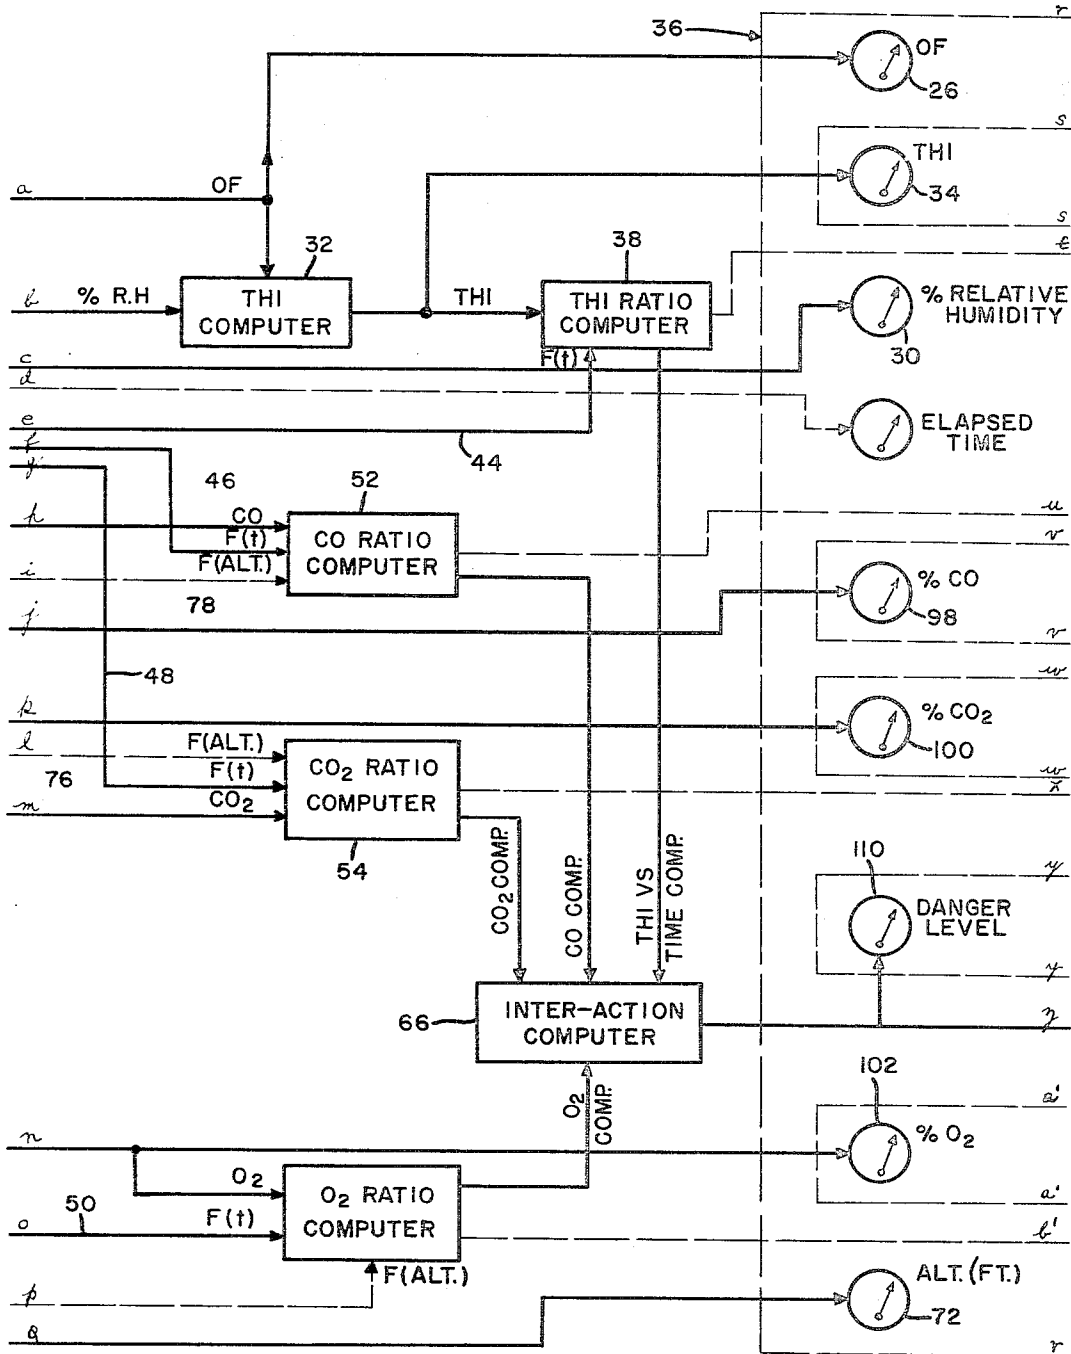 r
36
OF
26
s
THI
34
s
a
OF
t
32
38
b
% R.H
THI
COMPUTER
THI
THI RATIO
COMPUTER
F(t)
% RELATIVE
HUMIDITY
30
c
d
e
44
ELAPSED
TIME
f
g
46
52
u
h
CO
F(t)
F(ALT.)
CO RATIO
COMPUTER
v
i
78
% CO
98
j
v
48
w
k
% CO2
100
l
F(ALT.)
76
F(t)
CO2
CO2 RATIO
COMPUTER
w
x
m
54
CO2 COMP.
CO COMP.
THI VS
TIME COMP.
110
y
DANGER
LEVEL
y
66
INTER-ACTION
COMPUTER
z
102
O2
COMP.
a'
n
% O2
O2
O2 RATIO
COMPUTER
a'
o
50
F(t)
b'
F(ALT.)
p
ALT. (FT.)
72
Q
r